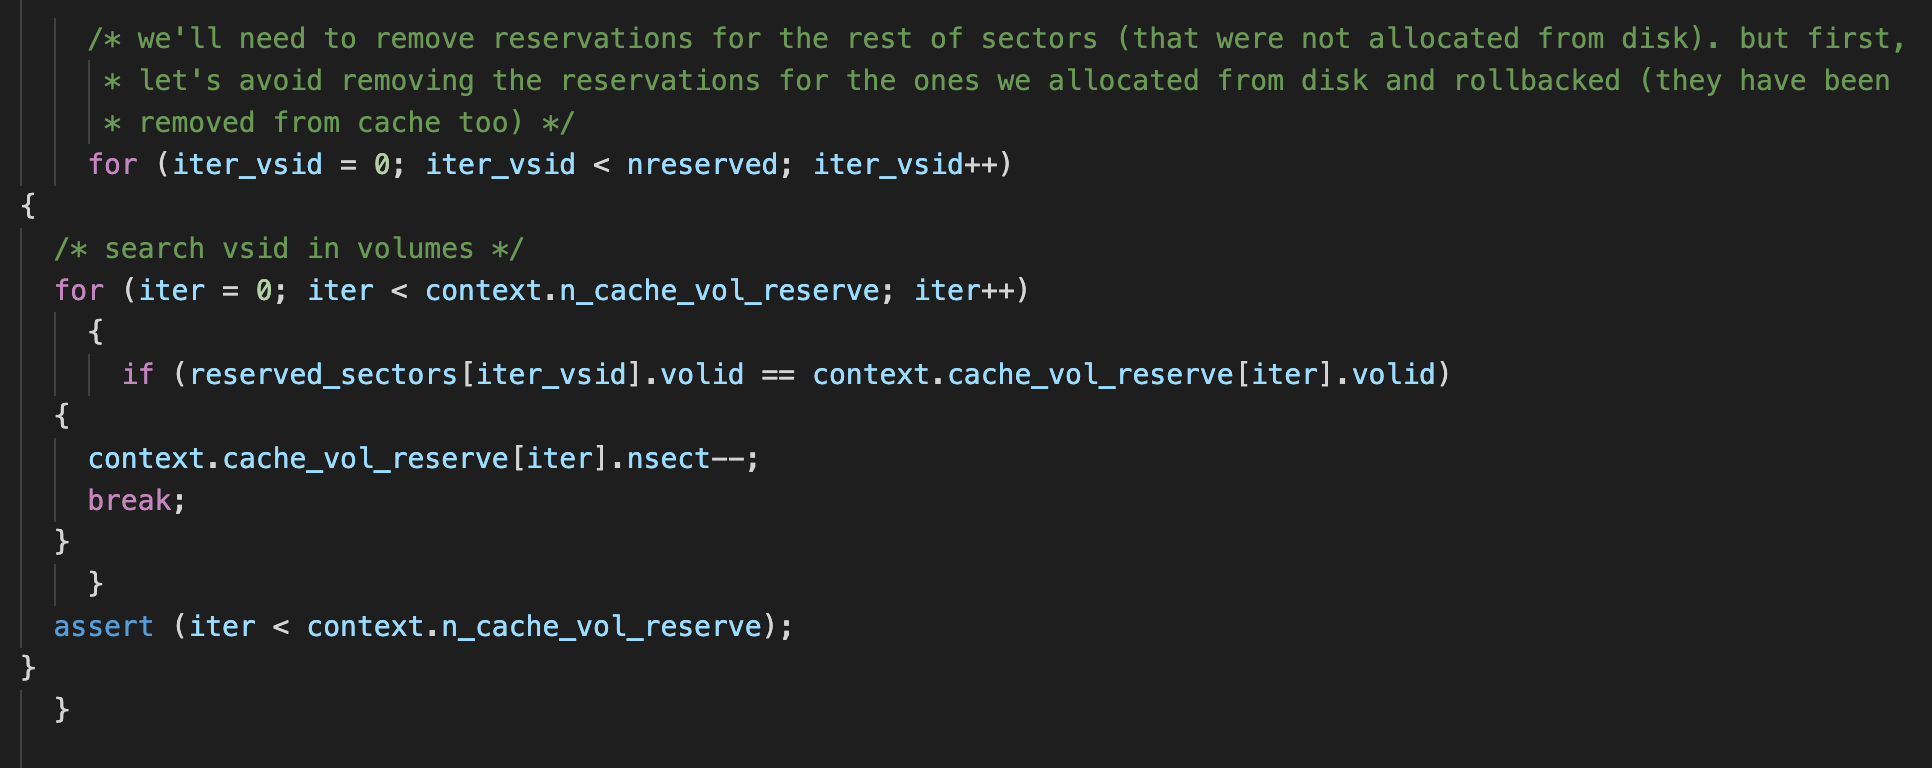 /* we'll need to remove reservations for the rest of sectors (that were not allocated from disk). but first,
* let's avoid removing the reservations for the ones we allocated from disk and rollbacked (they have been
* removed from cache too) */
for (iter_vsid = 0; iter_vsid < nreserved; iter_vsid++)
{
/* search vsid in volumes */
for (iter = 0; iter < context.n_cache_vol_reserve; iter++)
{
if (reserved_sectors[iter_vsid].volid == context.cache_vol_reserve[iter].volid)
{
context.cache_vol_reserve[iter].nsect--;
break;
}
}
assert (iter < context.n_cache_vol_reserve);
}
}